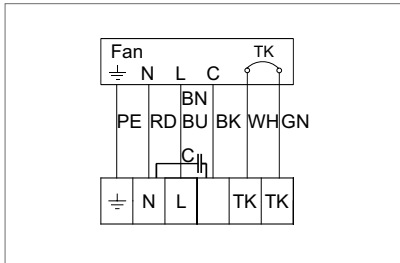 Fan TK
N L C
BN
PE RD BU BK WH GN
C
N L TK TK